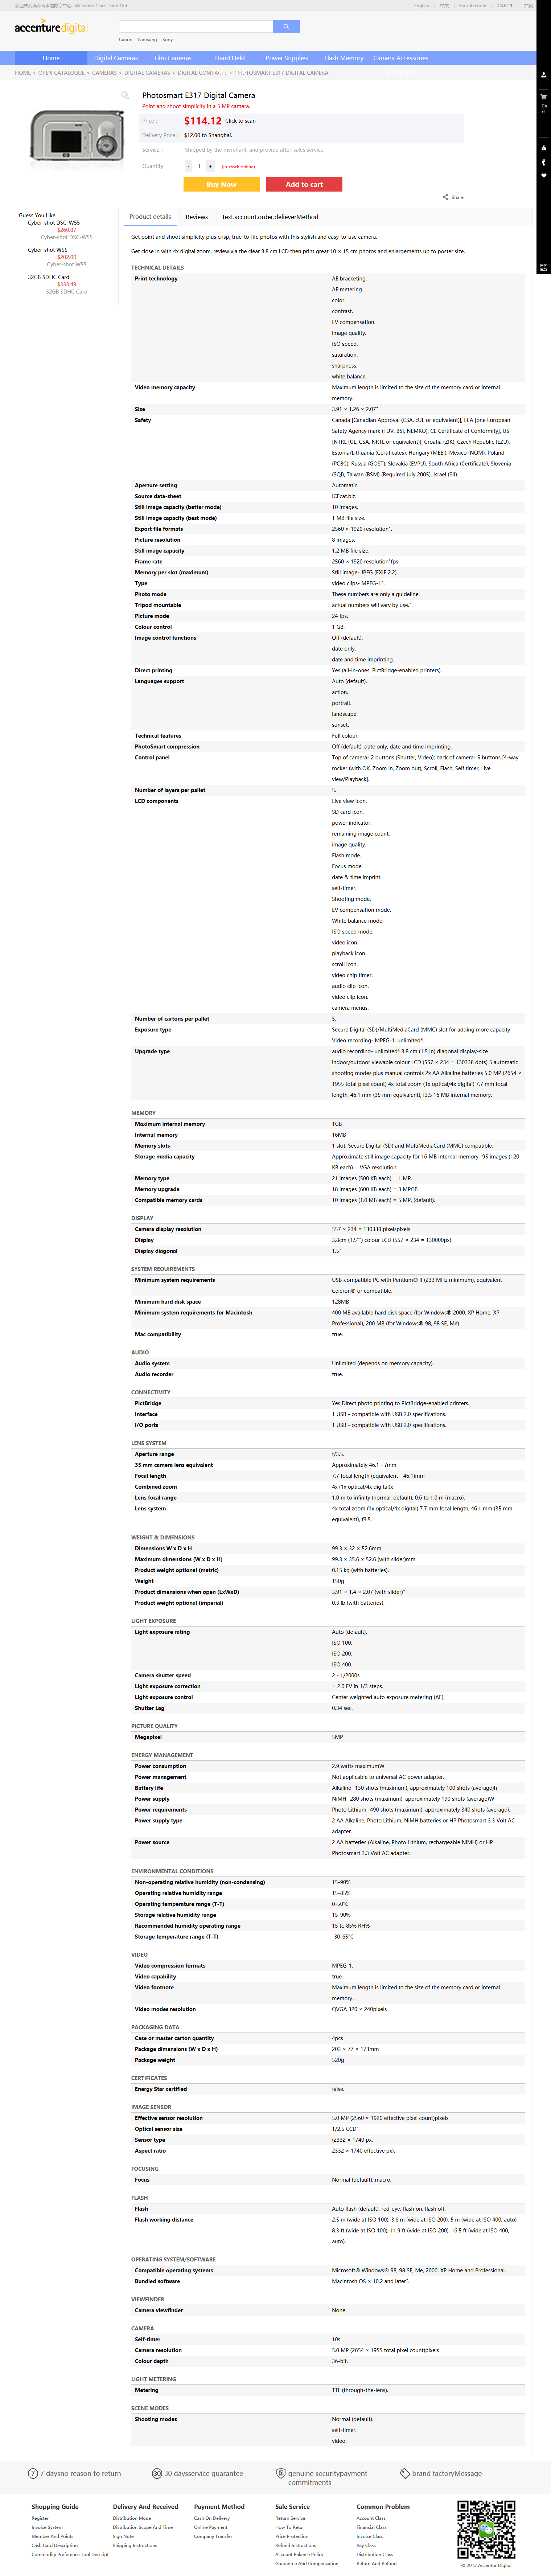 Welcome Clare Sign Out
English 中文 Your Account CART 1
accenturedigital
Canon Samsung Sony
Home Digital Cameras Film Cameras Hand Held Power Supplies Flash Memory Camera Accessories
HOME > OPEN CATALOGUE > CAMERAS > DIGITAL CAMERAS > DIGITAL COMPACT > PHOTOSMART E317 DIGITAL CAMERA
Photosmart E317 Digital Camera
Point and shoot simplicity in a 5 MP camera.
Price : $114.12 Click to scan
Delivery Price : $12,00 to Shanghai.
Service : Shipped by the merchant, and provide after-sales service.
Quantity - 1 + (in stock online)
Buy Now Add to cart
Share
Cart
Guess You Like
Cyber-shot DSC-W55
$260.87
Cyber-shot DSC-W55
Cyber-shot W55
$202.00
Cyber-shot W55
32GB SDHC Card
$333.49
32GB SDHC Card
Product details Reviews text.account.order.delieverMethod
Get point and shoot simplicity plus crisp, true-to-life photos with this stylish and easy-to-use camera.
Get close in with 4x digital zoom, review via the clear 3.8 cm LCD then print great 10 × 15 cm photos and enlargements up to poster size.
TECHNICAL DETAILS
Print technology AE bracketing.
AE metering.
color.
contrast.
EV compensation.
image quality.
ISO speed.
saturation.
sharpness.
white balance.
Video memory capacity Maximum length is limited to the size of the memory card or internal
memory.
Size 3.91 × 1.26 × 2.07"
Safety Canada [Canadian Approval (CSA, cUL or equivalent)], EEA [one European
Safety Agency mark (TUV, BSI, NEMKO), CE Certificate of Conformity], US
[NTRL (UL, CSA, NRTL or equivalent)], Croatia (ZIK), Czech Republic (EZU),
Estonia/Lithuania (Certificates), Hungary (MEEI), Mexico (NOM), Poland
(PCBC), Russia (GOST), Slovakia (EVPU), South Africa (Certificate), Slovenia
(SQI), Taiwan (BSM) (Required July 2005), Israel (SII).
Aperture setting Automatic.
Source data-sheet ICEcat.biz.
Still image capacity (better mode) 10 images.
Still image capacity (best mode) 1 MB file size.
Export file formats 2560 × 1920 resolution".
Picture resolution 8 images.
Still image capacity 1.2 MB file size.
Frame rate 2560 × 1920 resolution"fps
Memory per slot (maximum) Still image- JPEG (EXIF 2.2).
Type video clips- MPEG-1".
Photo mode These numbers are only a guideline.
Tripod mountable actual numbers will vary by use.".
Picture mode 24 fps.
Colour control 1 GB.
Image control functions Off (default).
date only.
date and time imprinting.
Direct printing Yes (all-in-ones, PictBridge-enabled printers).
Languages support Auto (default).
action.
portrait.
landscape.
sunset.
Technical features Full colour.
PhotoSmart compression Off (default), date only, date and time imprinting.
Control panel Top of camera- 2 buttons (Shutter, Video); back of camera- 5 buttons [4-way
rocker (with OK, Zoom in, Zoom out), Scroll, Flash, Self timer, Live
view/Playback].
Number of layers per pallet 5.
LCD components Live view icon.
SD card icon.
power indicator.
remaining image count.
image quality.
Flash mode.
Focus mode.
date & time imprint.
self-timer.
Shooting mode.
EV compensation mode.
White balance mode.
ISO speed mode.
video icon.
playback icon.
scroll icon.
video chip timer.
audio clip icon.
video clip icon.
camera menus.
Number of cartons per pallet 5.
Exposure type Secure Digital (SD)/MultiMediaCard (MMC) slot for adding more capacity
Video recording- MPEG-1, unlimited^.
Upgrade type audio recording- unlimited^ 3.8 cm (1.5 in) diagonal display-size
indoor/outdoor viewable colour LCD (557 × 234 = 130338 dots) 5 automatic
shooting modes plus manual controls 2x AA Alkaline batteries 5.0 MP (2654 ×
1955 total pixel count) 4x total zoom (1x optical/4x digital) 7.7 mm focal
length, 46.1 mm (35 mm equivalent), f3.5 16 MB internal memory.
MEMORY
Maximum internal memory 1GB
Internal memory 16MB
Memory slots 1 slot, Secure Digital (SD) and MultiMediaCard (MMC) compatible.
Storage media capacity Approximate still image capacity for 16 MB internal memory- 95 images (120
KB each) = VGA resolution.
Memory type 21 images (500 KB each) = 1 MP.
Memory upgrade 18 images (600 KB each) = 3 MPGB
Compatible memory cards 10 images (1.0 MB each) = 5 MP, (default).
DISPLAY
Camera display resolution 557 × 234 = 130338 pixelspixels
Display 3.8cm (1.5"") colour LCD (557 × 234 = 130000px).
Display diagonal 1.5"
SYSTEM REQUIREMENTS
Minimum system requirements USB-compatible PC with Pentium® II (233 MHz minimum), equivalent
Celeron® or compatible.
Minimum hard disk space 128MB
Minimum system requirements for Macintosh 400 MB available hard disk space (for Windows® 2000, XP Home, XP
Professional), 200 MB (for Windows® 98, 98 SE, Me).
Mac compatibility true.
AUDIO
Audio system Unlimited (depends on memory capacity).
Audio recorder true.
CONNECTIVITY
PictBridge Yes Direct photo printing to PictBridge-enabled printers.
Interface 1 USB - compatible with USB 2.0 specifications.
I/O ports 1 USB - compatible with USB 2.0 specifications.
LENS SYSTEM
Aperture range f/3.5.
35 mm camera lens equivalent Approximately 46.1 - ?mm
Focal length 7.7 focal length (equivalent - 46.1)mm
Combined zoom 4x (1x optical/4x digital)x
Lens focal range 1.0 m to infinity (normal, default), 0.6 to 1.0 m (macro).
Lens system 4x total zoom (1x optical/4x digital) 7.7 mm focal length, 46.1 mm (35 mm
equivalent), f3.5.
WEIGHT & DIMENSIONS
Dimensions W x D x H 99.3 × 32 × 52.6mm
Maximum dimensions (W x D x H) 99.3 × 35.6 × 52.6 (with slider)mm
Product weight optional (metric) 0.15 kg (with batteries).
Weight 150g
Product dimensions when open (LxWxD) 3.91 × 1.4 × 2.07 (with slider)"
Product weight optional (imperial) 0.3 lb (with batteries).
LIGHT EXPOSURE
Light exposure rating Auto (default).
ISO 100.
ISO 200.
ISO 400.
Camera shutter speed 2 - 1/2000s
Light exposure correction ± 2.0 EV in 1/3 steps.
Light exposure control Center weighted auto exposure metering (AE).
Shutter Lag 0.34 sec.
PICTURE QUALITY
Megapixel 5MP
ENERGY MANAGEMENT
Power consumption 2.9 watts maximumW
Power management Not applicable to universal AC power adapter.
Battery life Alkaline- 130 shots (maximum), approximately 100 shots (average)h
Power supply NiMH- 280 shots (maximum), approximately 190 shots (average)W
Power requirements Photo Lithium- 490 shots (maximum), approximately 340 shots (average).
Power supply type 2 AA Alkaline, Photo Lithium, NiMH batteries or HP Photosmart 3.3 Volt AC
adapter.
Power source 2 AA batteries (Alkaline, Photo Lithium, rechargeable NiMH) or HP
Photosmart 3.3 Volt AC adapter.
ENVIRONMENTAL CONDITIONS
Non-operating relative humidity (non-condensing) 15-90%
Operating relative humidity range 15-85%
Operating temperature range (T-T) 0-50°C
Storage relative humidity range 15-90%
Recommended humidity operating range 15 to 85% RH%
Storage temperature range (T-T) -30-65°C
VIDEO
Video compression formats MPEG-1.
Video capability true.
Video footnote Maximum length is limited to the size of the memory card or internal
memory..
Video modes resolution QVGA 320 × 240pixels
PACKAGING DATA
Case or master carton quantity 4pcs
Package dimensions (W x D x H) 203 × 77 × 173mm
Package weight 520g
CERTIFICATES
Energy Star certified false.
IMAGE SENSOR
Effective sensor resolution 5.0 MP (2560 × 1920 effective pixel count)pixels
Optical sensor size 1/2.5 CCD"
Sensor type (2332 × 1740 px.
Aspect ratio 2332 × 1740 effective px).
FOCUSING
Focus Normal (default), macro.
FLASH
Flash Auto flash (default), red-eye, flash on, flash off.
Flash working distance 2.5 m (wide at ISO 100), 3.6 m (wide at ISO 200), 5 m (wide at ISO 400, auto)
8.3 ft (wide at ISO 100), 11.9 ft (wide at ISO 200), 16.5 ft (wide at ISO 400,
auto).
OPERATING SYSTEM/SOFTWARE
Compatible operating systems Microsoft® Windows® 98, 98 SE, Me, 2000, XP Home and Professional.
Bundled software Macintosh OS × 10.2 and later".
VIEWFINDER
Camera viewfinder None.
CAMERA
Self-timer 10s
Camera resolution 5.0 MP (2654 × 1955 total pixel count)pixels
Colour depth 36-bit.
LIGHT METERING
Metering TTL (through-the-lens).
SCENE MODES
Shooting modes Normal (default).
self-timer.
video.
7 7 daysno reason to return 30 30 daysservice guarantee genuine securitypayment brand factoryMessage
commitments
Shopping Guide Delivery And Received Payment Method Sale Service Common Problem
Register Distribution Mode Cash On Delivery Return Service Account Class
Invoice System Distribution Scope And Time Online Payment How To Retur Financial Class
Member And Points Sign Note Company Transfer Price Protection Invoice Class
Cash Card Desciiption Shipping Instructions Refund Instructions Pay Class
Commodity Preference Tool Descript Account Balance Policy Distribution Class
Guarantee And Compensation Return And Refund
© 2013 Accentur Digital